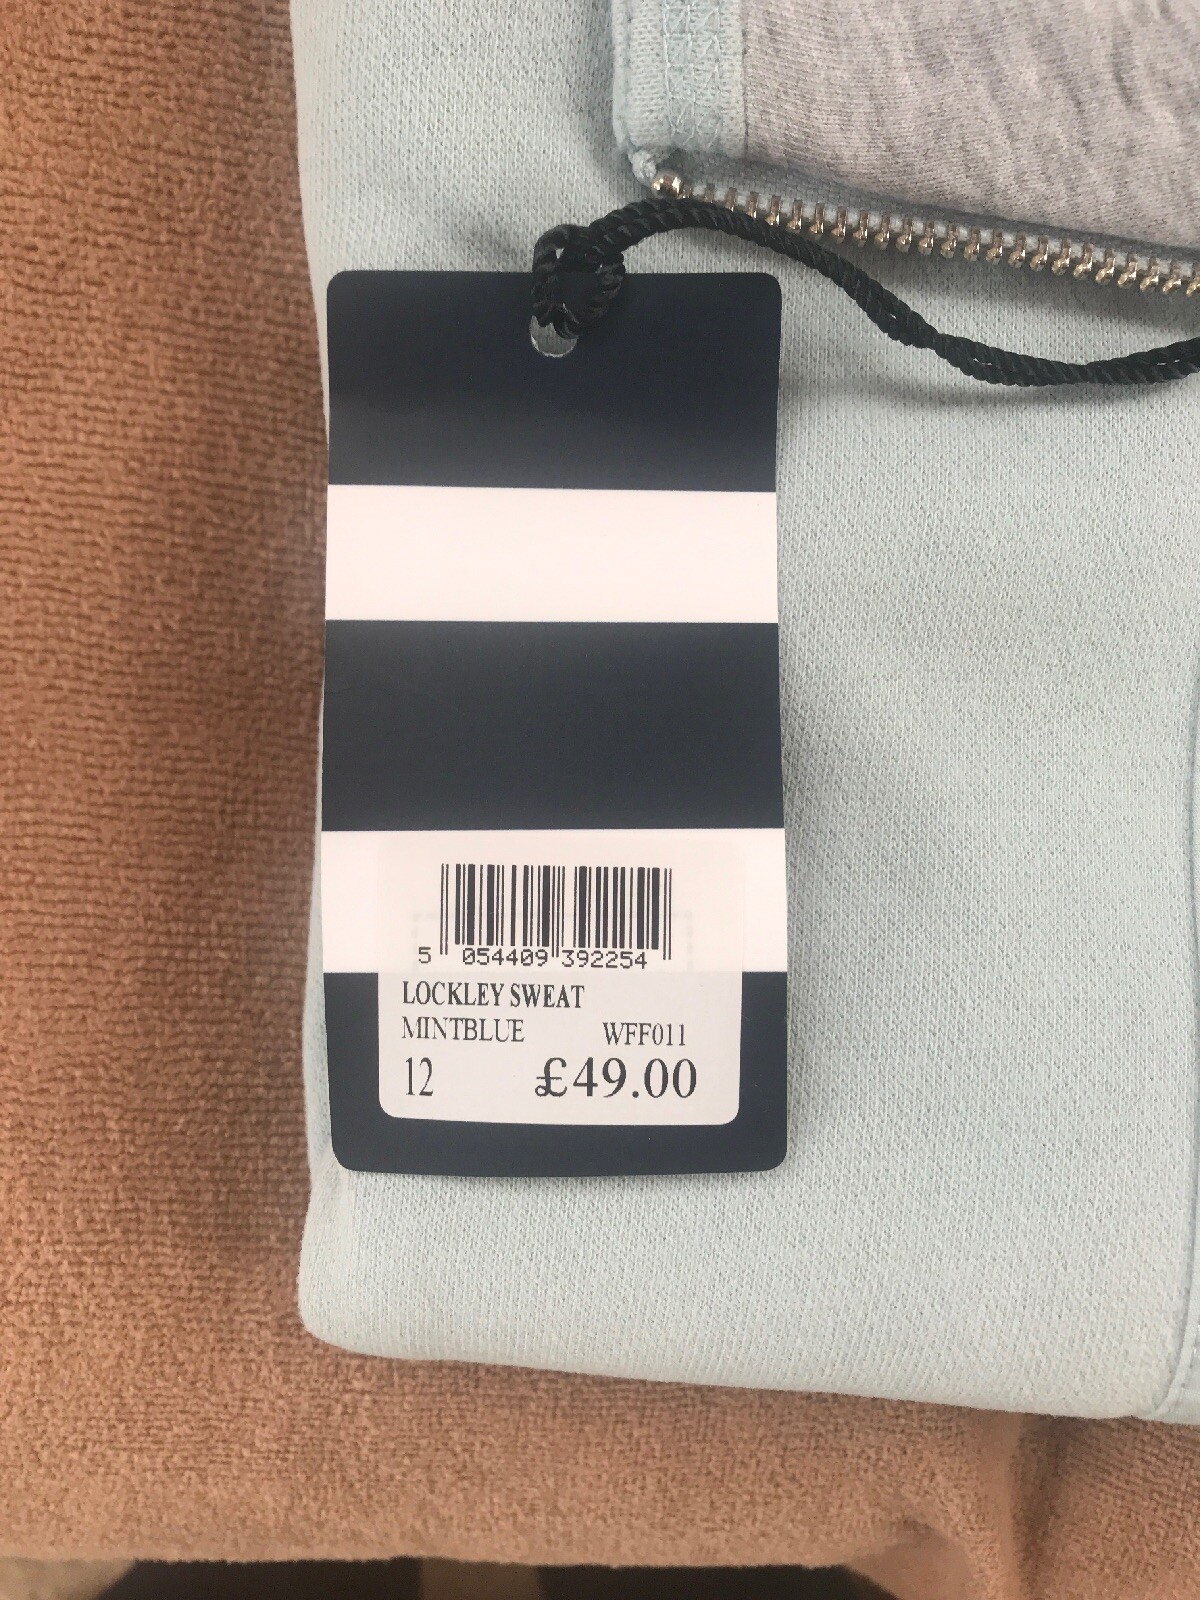 5 054409 392254
LOCKLEY SWEAT
MINTBLUE WFF011
12 £49.00